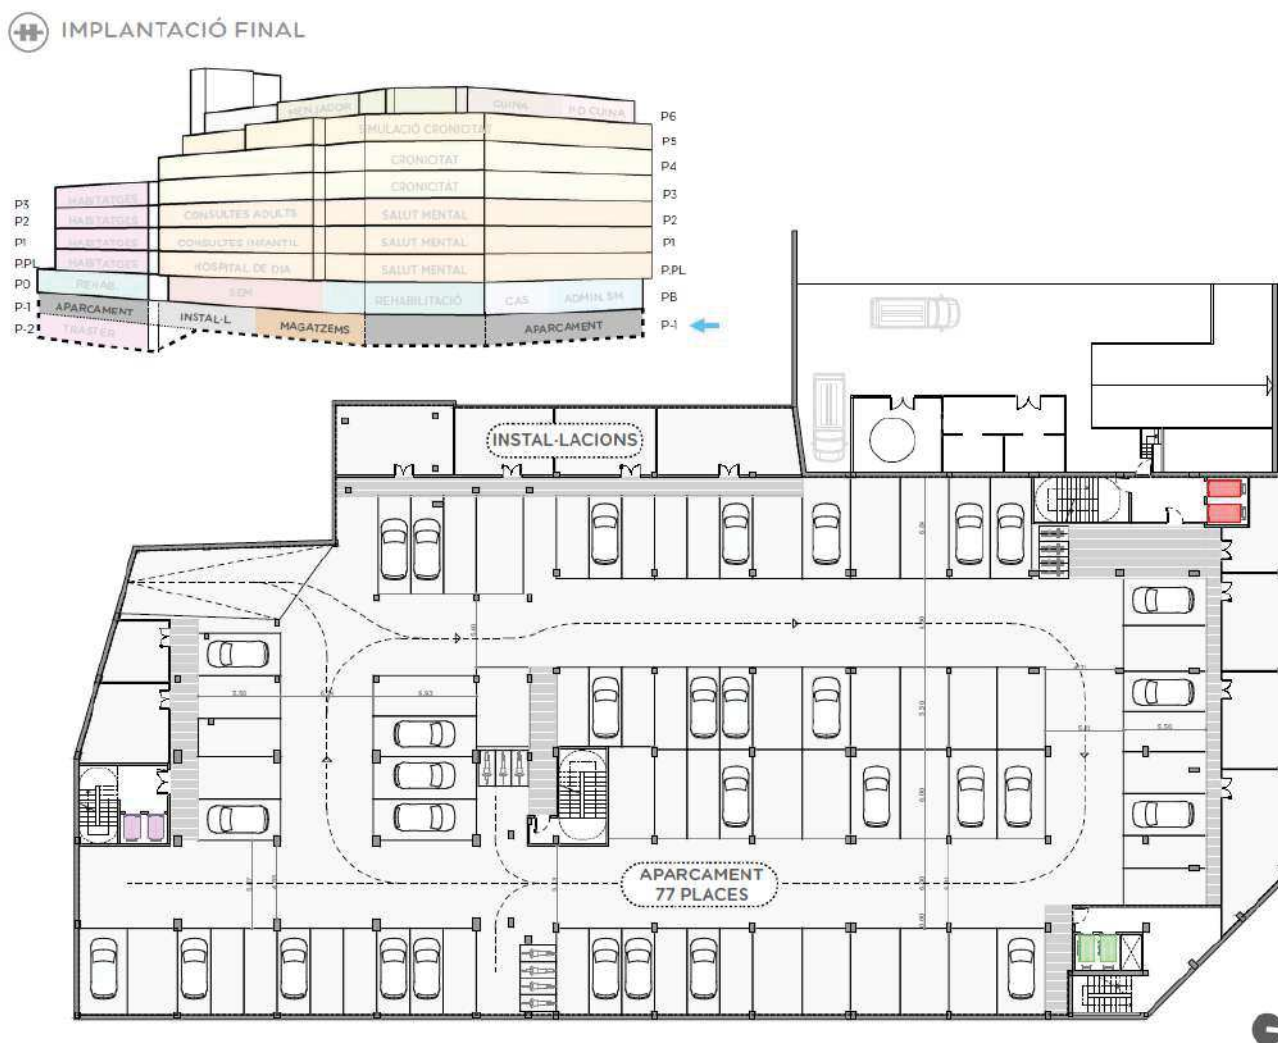 IMPLANTACIÓ FINAL
MENJADOR
CUINA
P.D CUINA
P6
SIMULACIÓ CRONICITAT
P5
CRONICITAT
P4
CRONICITAT
P3
P3
HABITATGES
P2
HABITATGES
CONSULTES ADULTS
SALUT MENTAL
P2
P1
HABITATGES
CONSULTES INFANTIL
SALUT MENTAL
P1
P.PL
HABITATGES
HOSPITAL DE DIA
SALUT MENTAL
P.PL
P0
REHAB.
SEM
REHABILITACIÓ
CAS
ADMIN. SM
PB
P-1
APARCAMENT
INSTAL·L
MAGATZEMS
APARCAMENT
P-1
P-2
TRASTER
INSTAL·LACIONS
APARCAMENT
77 PLACES